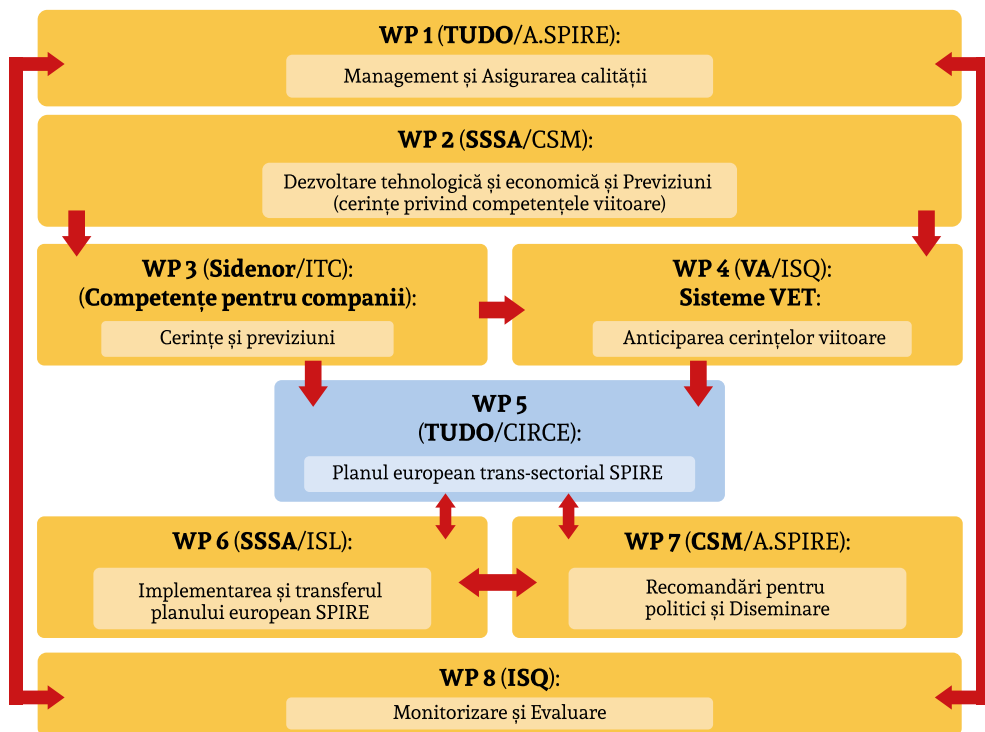 WP 1 (TUDO/A.SPIRE):
Management și Asigurarea calității
WP 2 (SSSA/CSM):
Dezvoltare tehnologică și economică și Previziuni
(cerințe privind competențele viitoare)
WP 3 (Sidenor/ITC):
(Competențe pentru companii):
Cerințe și previziuni
WP 4 (VA/ISQ):
Sisteme VET:
Anticiparea cerințelor viitoare
WP 5
(TUDO/CIRCE):
Planul european trans-sectorial SPIRE
WP 6 (SSSA/ISL):
Implementarea și transferul
planului european SPIRE
WP 7 (CSM/A.SPIRE):
Recomandări pentru
politici și Diseminare
WP 8 (ISQ):
Monitorizare și Evaluare